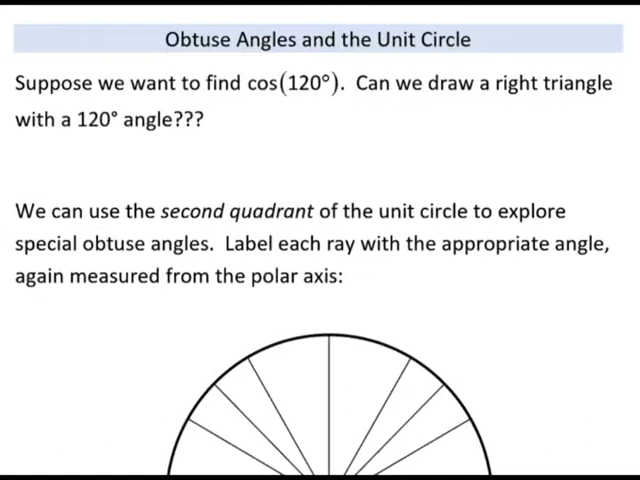 Obtuse Angles and the Unit Circle
Suppose we want to find cos(120°). Can we draw a right triangle
with a 120° angle???
We can use the second quadrant of the unit circle to explore
special obtuse angles. Label each ray with the appropriate angle,
again measured from the polar axis: